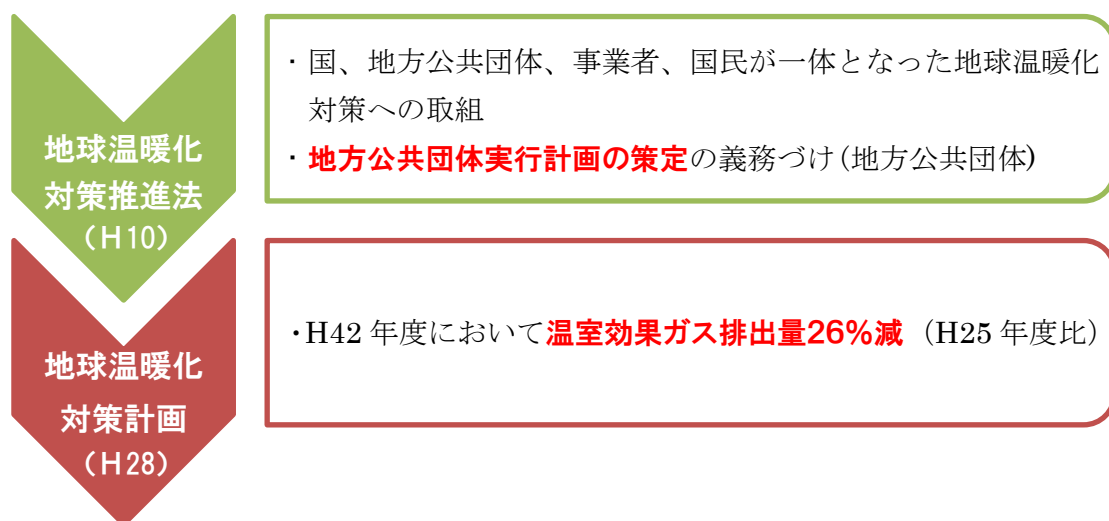 地球温暖化
対策推進法
（H10）
・国、地方公共団体、事業者、国民が一体となった地球温暖化
対策への取組
・地方公共団体実行計画の策定の義務づけ(地方公共団体)
地球温暖化
対策計画
（H28）
・H42 年度において温室効果ガス排出量26%減（H25 年度比）